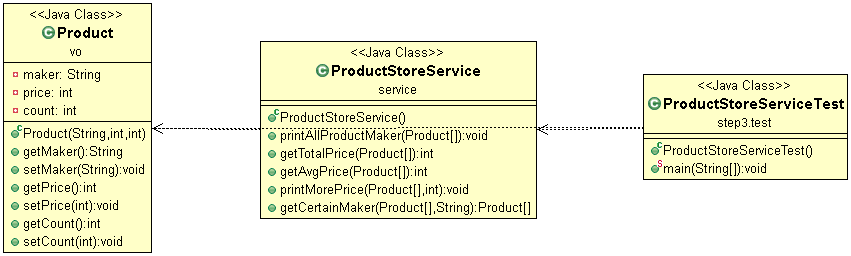 <<Java Class>>
Product
vo
maker: String
price: int
count: int
Product(String,int,int)
getMaker():String
setMaker(String):void
getPrice():int
setPrice(int):void
getCount():int
setCount(int):void
<<Java Class>>
ProductStoreService
service
ProductStoreService()
printAllProductMaker(Product[]):void
getTotalPrice(Product[]):int
getAvgPrice(Product[]):int
printMorePrice(Product[],int):void
getCertainMaker(Product[],String):Product[]
<<Java Class>>
ProductStoreServiceTest
step3.test
ProductStoreServiceTest()
main(String[]):void